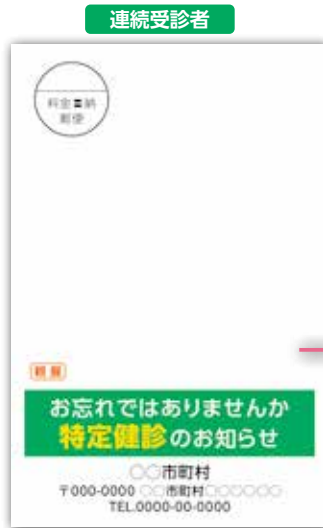 連続受診者
料金〓納
郵便
親展
お忘れではありませんか
特定健診のお知らせ
○○市町村
〒000-0000 ○○市町村○○○○○○
TEL.0000-00-0000